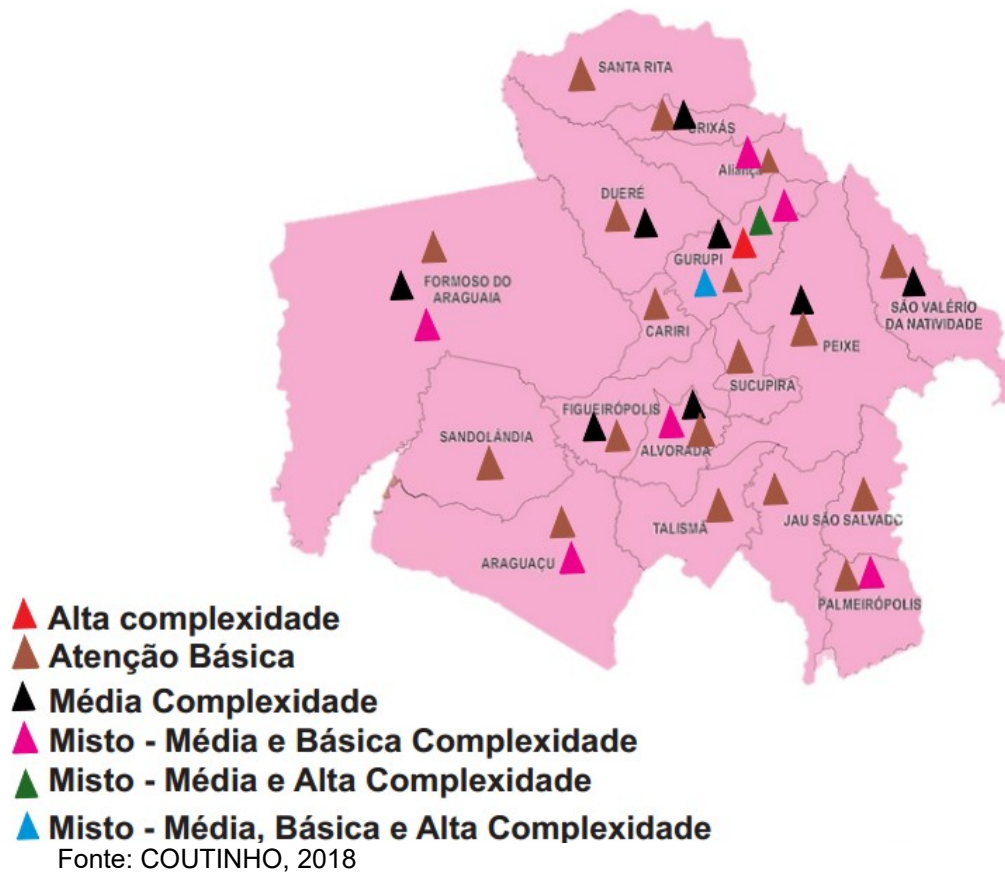 SANTA RITA
CRIXÁS
Aliança
DUERÉ
GURUPI
FORMOSO DO
ARAGUAIA
CARIRI
SÃO VALÉRIO
DA NATIVIDADE
PEIXE
SUCUPIRA
FIGUEIRÓPOLIS
ALVORADA
SANDOLÂNDIA
TALISMÃ
JAU SÃO SALVADO
ARAGUAÇU
PALMEIRÓPOLIS
Alta complexidade
Atenção Básica
Média Complexidade
Misto - Média e Básica Complexidade
Misto - Média e Alta Complexidade
Misto - Média, Básica e Alta Complexidade
Fonte: COUTINHO, 2018